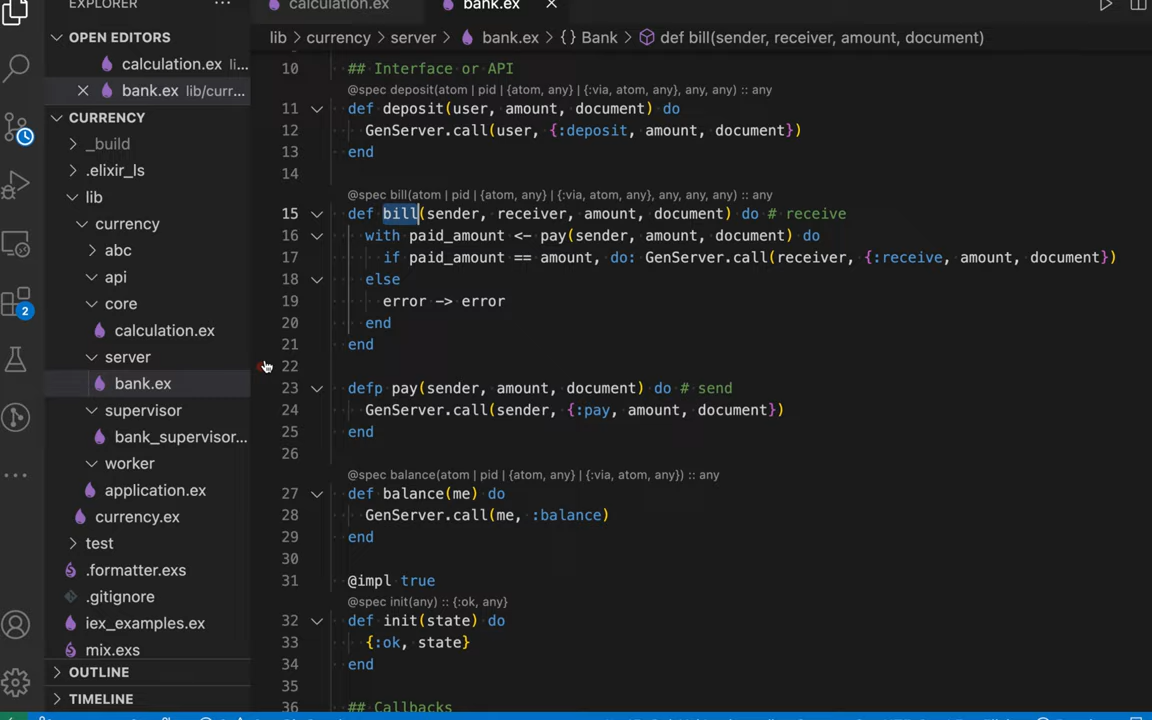 EXPLORER ...
OPEN EDITORS
calculation.ex li...
bank.ex lib/curr...
CURRENCY
_build
.elixir_ls
lib
currency
abc
api
core
calculation.ex
server
bank.ex
supervisor
bank_supervisor...
worker
application.ex
currency.ex
test
.formatter.exs
.gitignore
iex_examples.ex
mix.exs
OUTLINE
TIMELINE
2
calculation.ex
bank.ex
lib > currency > server > bank.ex > {} Bank > def bill(sender, receiver, amount, document)
10 ## Interface or API
@spec deposit(atom | pid | {atom, any} | {:via, atom, any}, any, any) :: any
11 def deposit(user, amount, document) do
12 GenServer.call(user, {:deposit, amount, document})
13 end
14
@spec bill(atom | pid | {atom, any} | {:via, atom, any}, any, any, any) :: any
15 def bill(sender, receiver, amount, document) do # receive
16 with paid_amount <- pay(sender, amount, document) do
17 if paid_amount == amount, do: GenServer.call(receiver, {:receive, amount, document})
18 else
19 error -> error
20 end
21 end
22
23 defp pay(sender, amount, document) do # send
24 GenServer.call(sender, {:pay, amount, document})
25 end
26
@spec balance(atom | pid | {atom, any} | {:via, atom, any}) :: any
27 def balance(me) do
28 GenServer.call(me, :balance)
29 end
30
31 @impl true
@spec init(any) :: {:ok, any}
32 def init(state) do
33 {:ok, state}
34 end
35
36 ## Callbacks